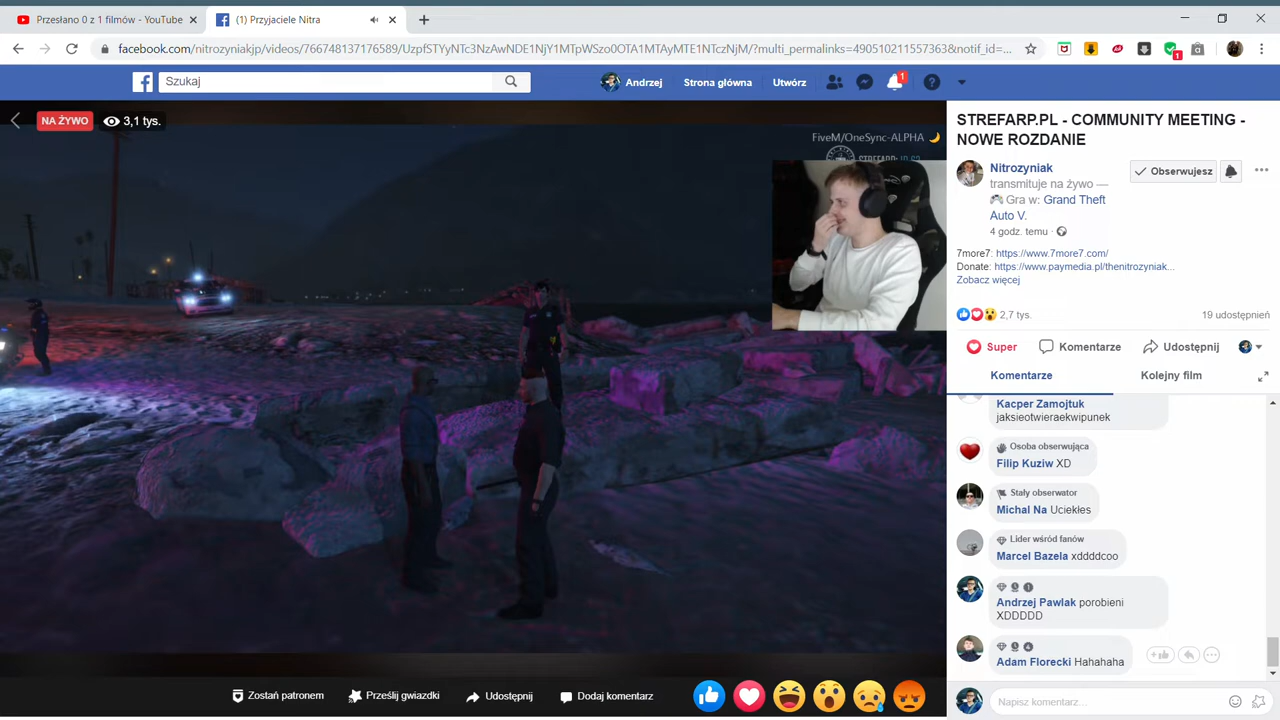 Przesłano 0 z 1 filmów - YouTube
(1) Przyjaciele Nitra
facebook.com/nitrozyniakjp/videos/766748137176589/UzpfSTYyNTc3NzAwNDE1NjY1MTpWSzo0OTA1MTAyMTE1NTczNjM/?multi_permalinks=490510211557363&notif_id=...
Szukaj
Andrzej
Strona główna
Utwórz
1
NA ŻYWO
3,1 tys.
FiveM/OneSync-ALPHA
STREFARP.PL - COMMUNITY MEETING -
NOWE ROZDANIE
Nitrozyniak
transmituje na żywo —
Gra w: Grand Theft
Auto V.
4 godz. temu
Obserwujesz
7more7: https://www.7more7.com/
Donate: https://www.paymedia.pl/thenitrozyniak...
Zobacz więcej
2,7 tys.
19 udostępnień
Super
Komentarze
Udostępnij
Komentarze
Kolejny film
Kacper Zamojtuk
jaksieotwieraekwipunek
Osoba obserwująca
Filip Kuziw XD
Stały obserwator
Michal Na Uciekłes
Lider wśród fanów
Marcel Bazela xddddcoo
Andrzej Pawlak porobieni
XDDDDD
Adam Florecki Hahahaha
Zostań patronem
Prześlij gwiazdki
Udostępnij
Dodaj komentarz
Napisz komentarz...